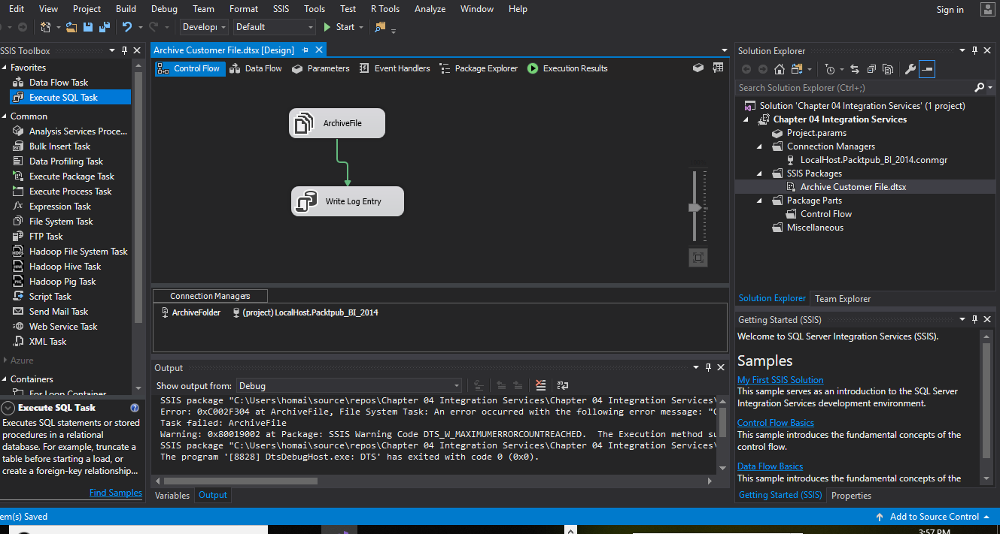 Edit View Project Build Debug Team Format SSIS Tools Test R Tools Analyze Window Help Sign in
Developi Default Start
SSIS Toolbox
Favorites
Data Flow Task
Execute SQL Task
Common
Analysis Services Proce...
Bulk Insert Task
Data Profiling Task
Execute Package Task
Execute Process Task
Expression Task
File System Task
FTP Task
Hadoop File System Task
Hadoop Hive Task
Hadoop Pig Task
Script Task
Send Mail Task
Web Service Task
XML Task
Azure
Containers
For Loop Container
Execute SQL Task
Executes SQL statements or stored
procedures in a relational
database. For example, truncate a
table before starting a load, or
create a foreign-key relationship...
Find Samples
Archive Customer File.dtsx [Design]
Control Flow Data Flow Parameters Event Handlers Package Explorer Execution Results
ArchiveFile
Write Log Entry
Connection Managers
ArchiveFolder (project) LocalHost.Packtpub_BI_2014
Output
Show output from: Debug
SSIS package "C:\Users\homai\source\repos\Chapter 04 Integration Services\Chapter 04 Integration Services\
Error: 0xC002F304 at ArchiveFile, File System Task: An error occurred with the following error message: "C
Task failed: ArchiveFile
Warning: 0x80019002 at Package: SSIS Warning Code DTS_W_MAXIMUMERRORCOUNTREACHED. The Execution method su
SSIS package "C:\Users\homai\source\repos\Chapter 04 Integration Services\Chapter 04 Integration Services\
The program '[8828] DtsDebugHost.exe: DTS' has exited with code 0 (0x0).
Variables Output
Solution Explorer
Search Solution Explorer (Ctrl+;)
Solution 'Chapter 04 Integration Services' (1 project)
Chapter 04 Integration Services
Project.params
Connection Managers
LocalHost.Packtpub_BI_2014.conmgr
SSIS Packages
Archive Customer File.dtsx
Package Parts
Control Flow
Miscellaneous
Solution Explorer Team Explorer
Getting Started (SSIS)
Welcome to SQL Server Integration Services (SSIS).
Samples
My First SSIS Solution
This sample serves as an introduction to the SQL Server
Integration Services development environment.
Control Flow Basics
This sample introduces the fundamental concepts of the
control flow.
Data Flow Basics
This sample introduces the fundamental concepts of the
Getting Started (SSIS) Properties
em(s) Saved Add to Source Control
3:57 PM